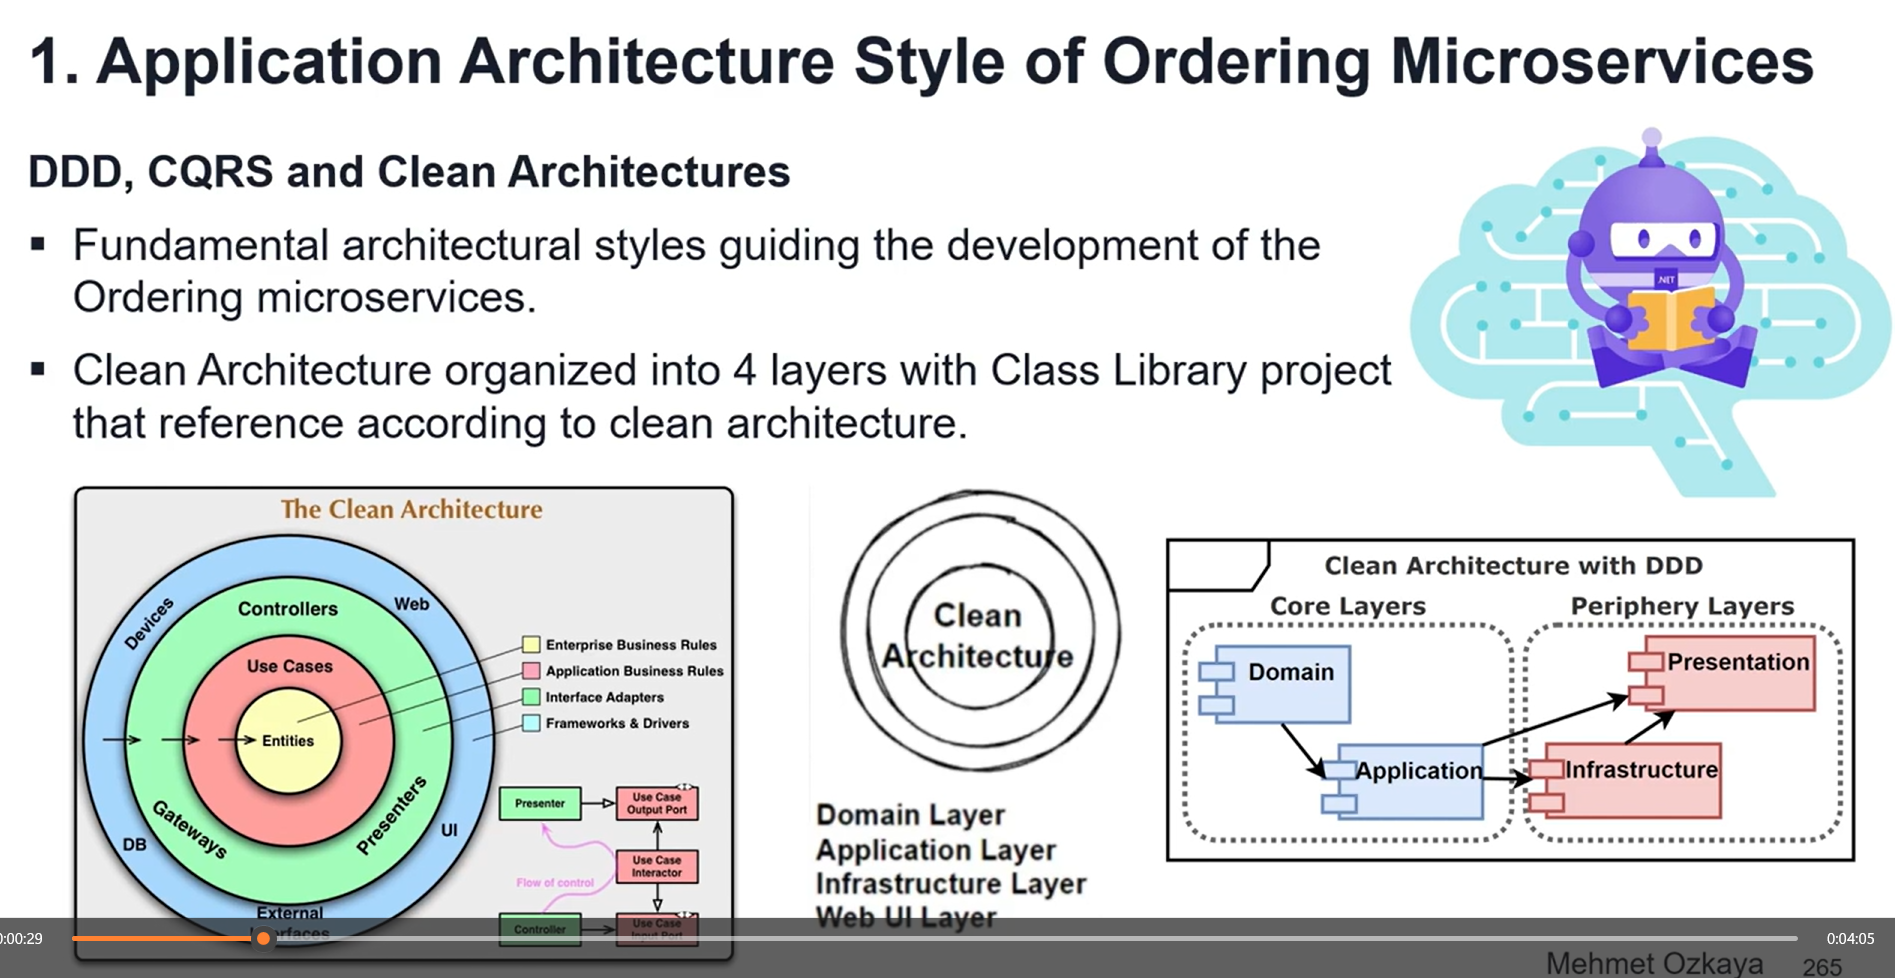 1. Application Architecture Style of Ordering Microservices
DDD, CQRS and Clean Architectures
▪ Fundamental architectural styles guiding the development of the
Ordering microservices.
▪ Clean Architecture organized into 4 layers with Class Library project
that reference according to clean architecture.
.NET
The Clean Architecture
Devices
Controllers
Web
Use Cases
Entities
Gateways
Presenters
DB
UI
External
Interfaces
Enterprise Business Rules
Application Business Rules
Interface Adapters
Frameworks & Drivers
Presenter
Use Case
Output Port
Use Case
Interactor
Flow of control
Controller
Use Case
Input Port
Clean
Architecture
Domain Layer
Application Layer
Infrastructure Layer
Web UI Layer
Clean Architecture with DDD
Core Layers
Periphery Layers
Domain
Presentation
Application
Infrastructure
0:00:29
0:04:05
Mehmet Ozkaya 265